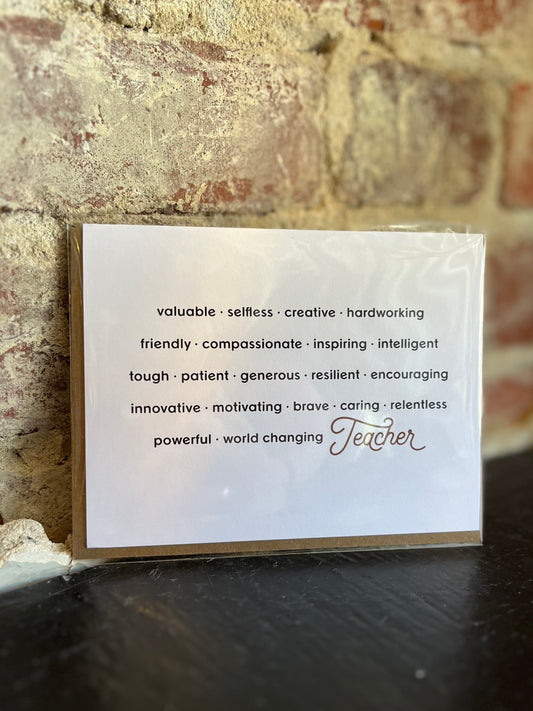 valuable · selfless · creative · hardworking
friendly · compassionate · inspiring · intelligent
tough · patient · generous · resilient · encouraging
innovative · motivating · brave · caring · relentless
powerful · world changing Teacher